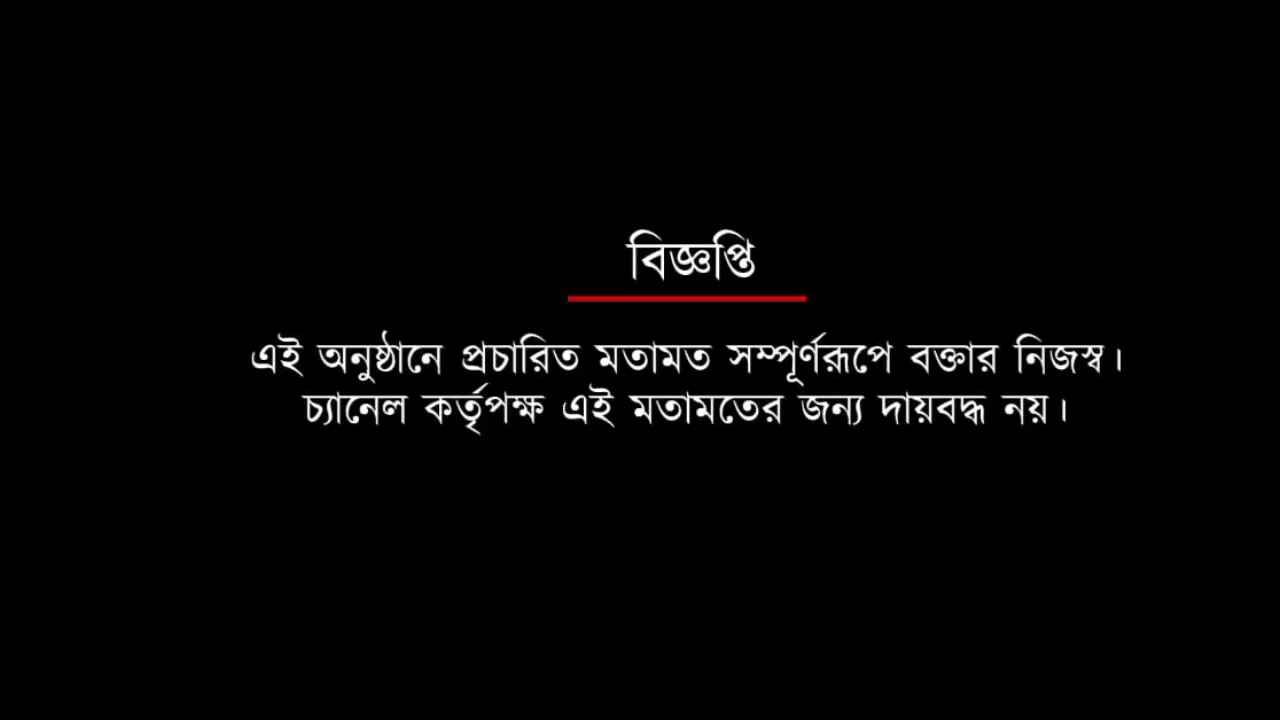 বিজ্ঞপ্তি
এই অনুষ্ঠানে প্রচারিত মতামত সম্পূর্ণরূপে বক্তার নিজস্ব।
চ্যানেল কর্তৃপক্ষ এই মতামতের জন্য দায়বদ্ধ নয়।